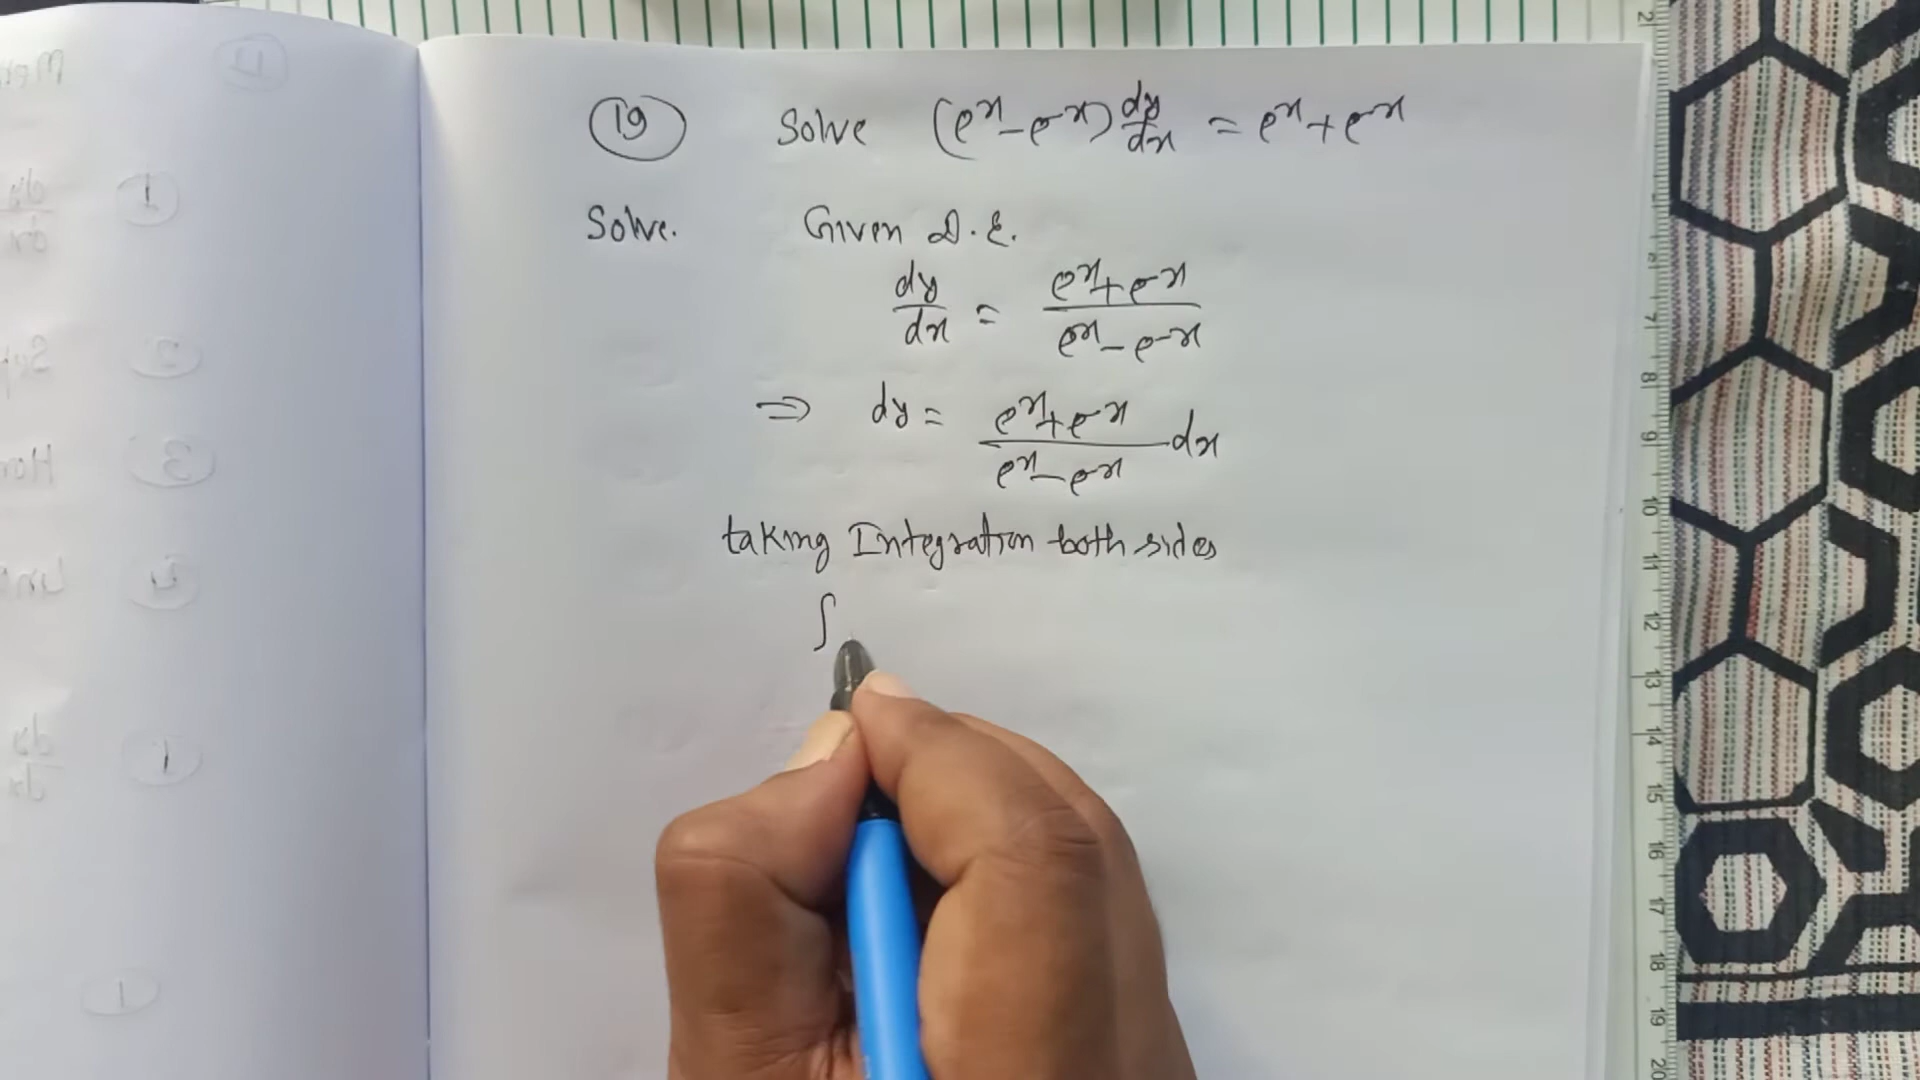 19 Solve (eˣ - e⁻ˣ) dy/dx = eˣ + e⁻ˣ
Solve. Given D.E.
dy/dx = (eˣ + e⁻ˣ)/(eˣ - e⁻ˣ)
⇒ dy = (eˣ + e⁻ˣ)/(eˣ - e⁻ˣ) dx
taking Integration both sides
∫